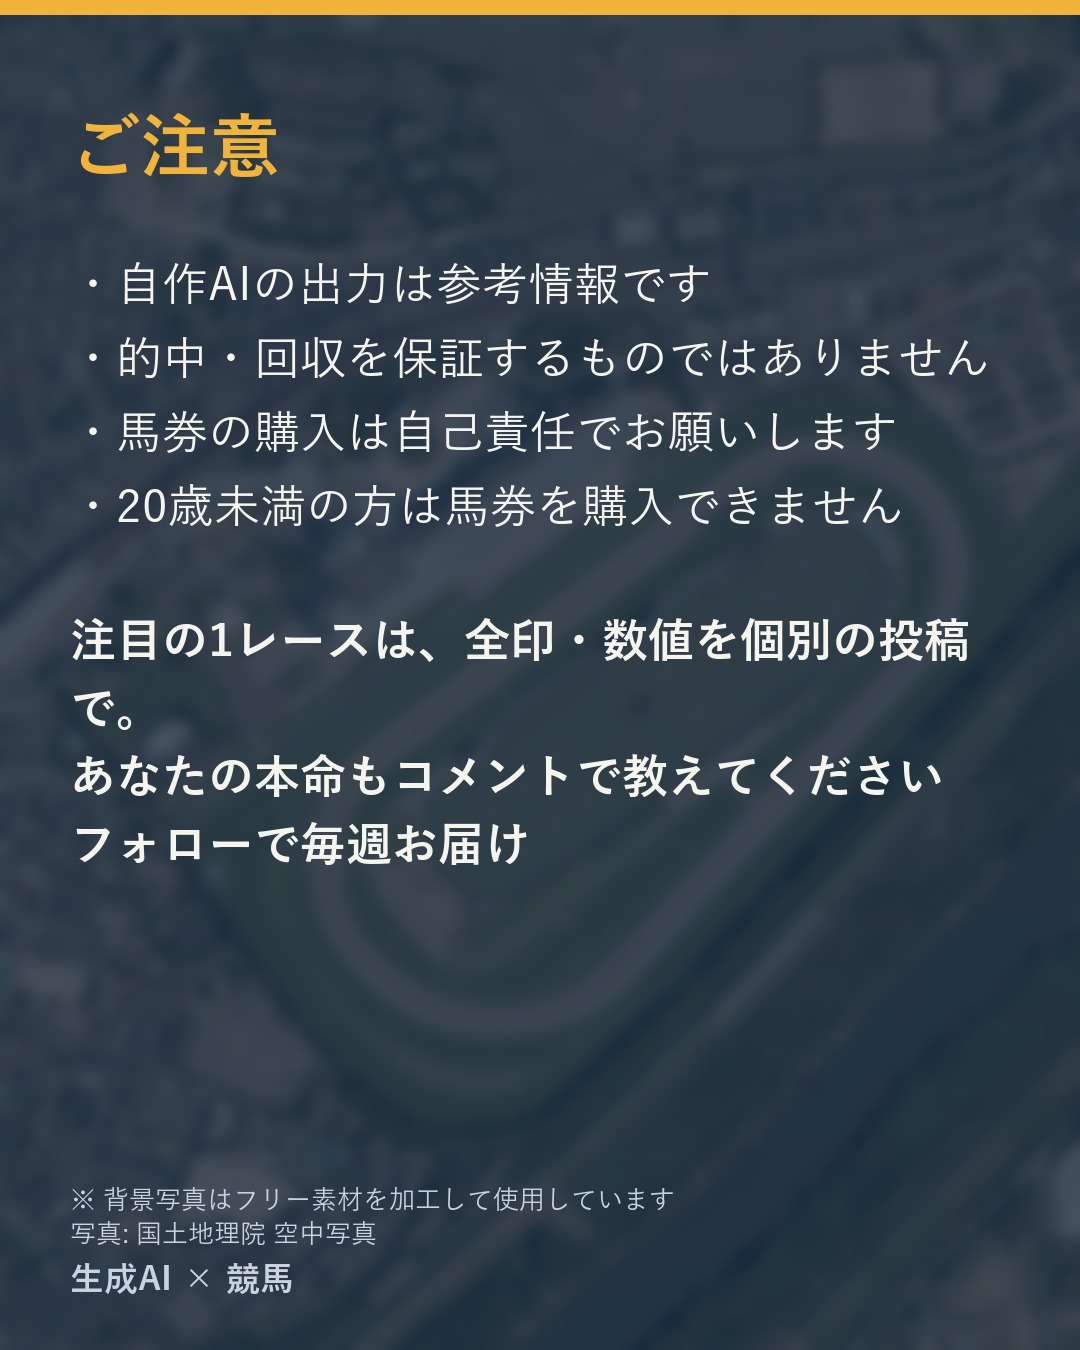 ご注意
・自作AIの出力は参考情報です
・的中・回収を保証するものではありません
・馬券の購入は自己責任でお願いします
・20歳未満の方は馬券を購入できません
注目の1レースは、全印・数値を個別の投稿
で。
あなたの本命もコメントで教えてください
フォローで毎週お届け
※ 背景写真はフリー素材を加工して使用しています
写真: 国土地理院 空中写真
生成AI × 競馬